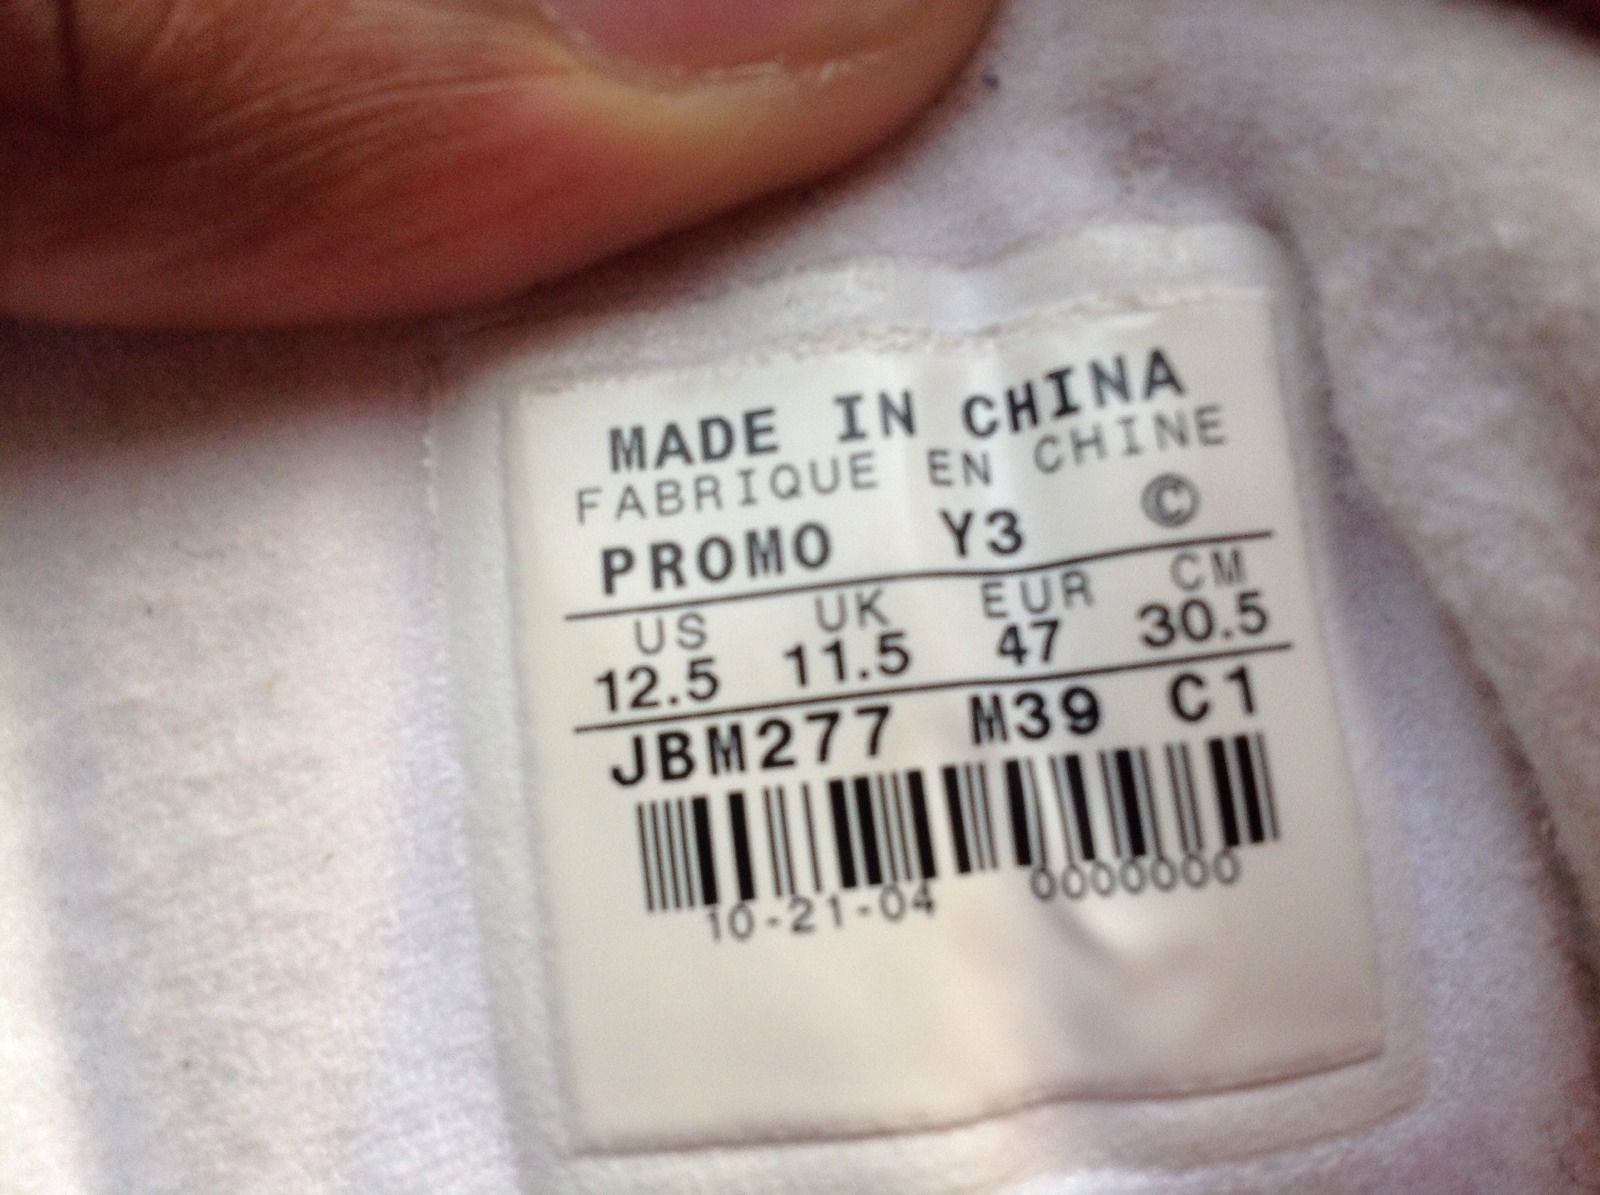 MADE IN CHINA
FABRIQUE EN CHINE
PROMO Y3 ©
US UK EUR CM
12.5 11.5 47 30.5
JBM277 M39 C1
10-21-04 0000000